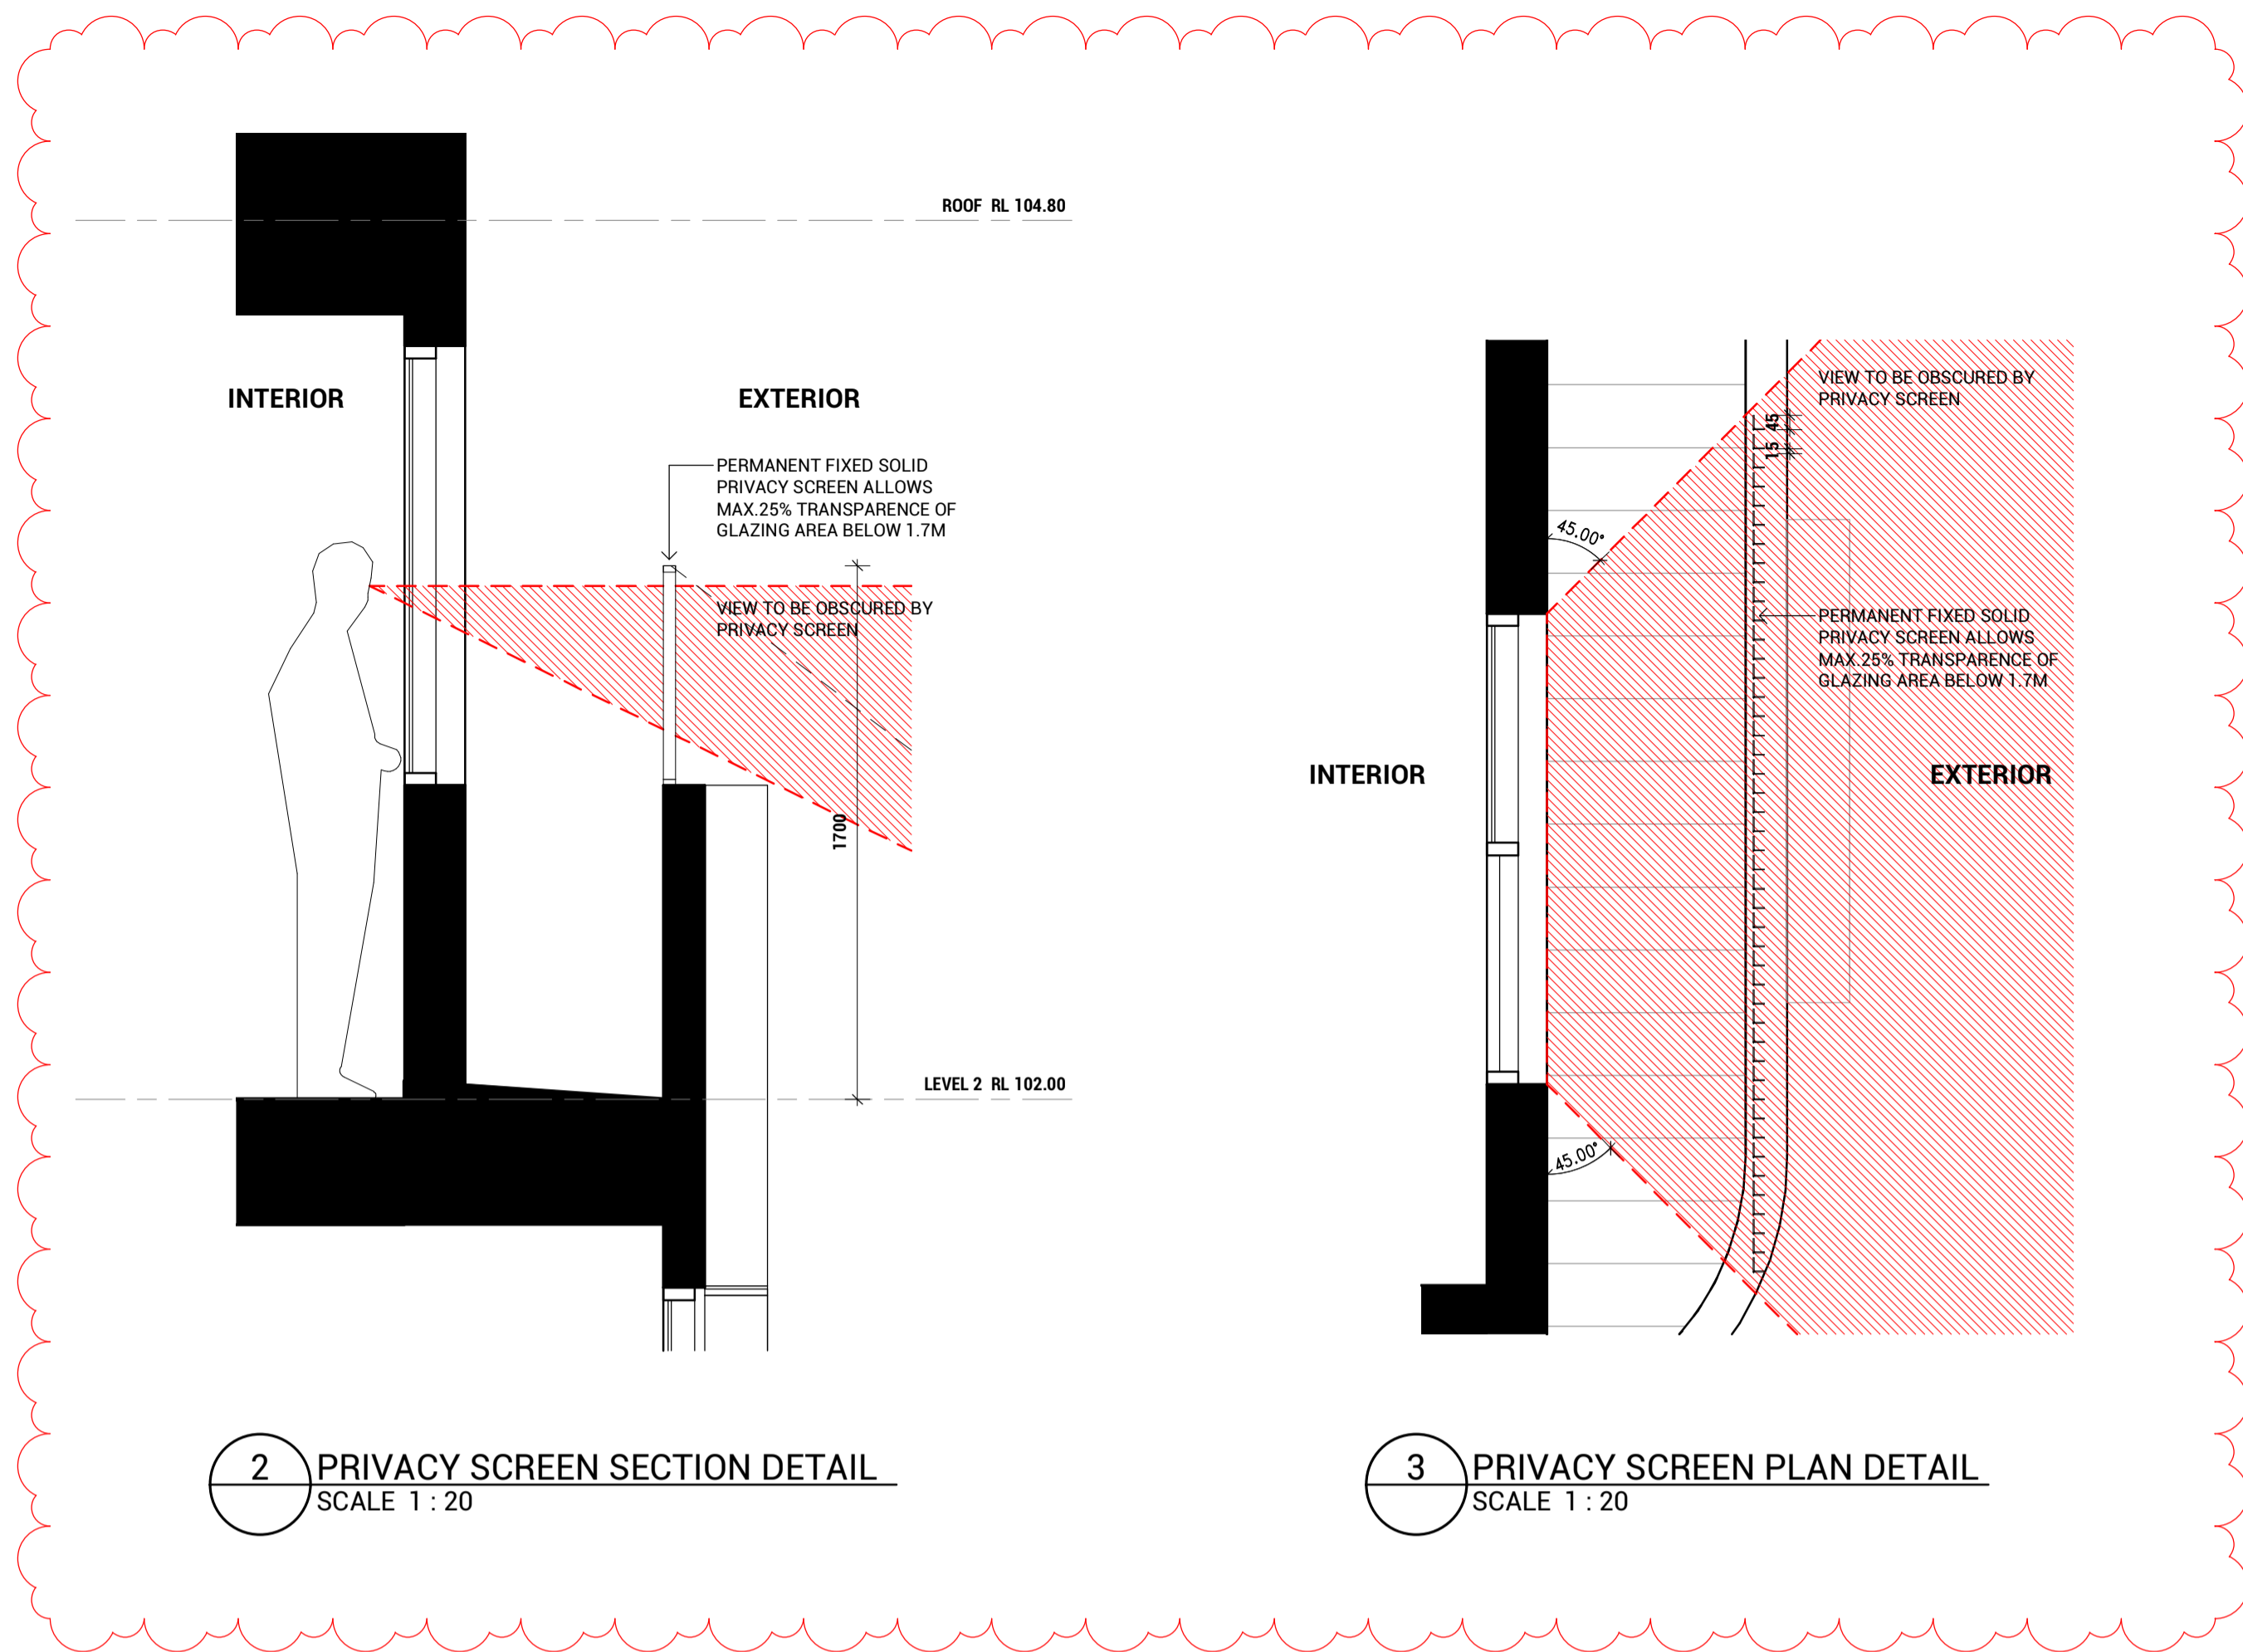 ROOF  RL 104.80
INTERIOR
EXTERIOR
PERMANENT FIXED SOLID
PRIVACY SCREEN ALLOWS
MAX.25% TRANSPARENCE OF
GLAZING AREA BELOW 1.7M
VIEW TO BE OBSCURED BY
PRIVACY SCREEN
1700
LEVEL 2  RL 102.00
2
PRIVACY SCREEN SECTION DETAIL
SCALE  1 : 20
VIEW TO BE OBSCURED BY
PRIVACY SCREEN
45
15
45.00°
PERMANENT FIXED SOLID
PRIVACY SCREEN ALLOWS
MAX.25% TRANSPARENCE OF
GLAZING AREA BELOW 1.7M
INTERIOR
EXTERIOR
45.00°
3
PRIVACY SCREEN PLAN DETAIL
SCALE  1 : 20